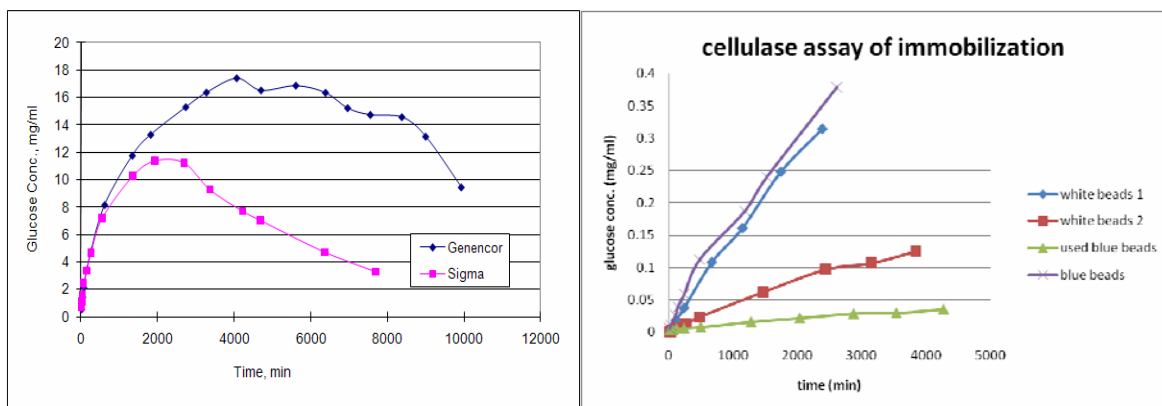 20
18
16
14
12
10
8
6
4
2
0
Glucose Conc., mg/ml
0 2000 4000 6000 8000 10000 12000
Time, min
Genencor
Sigma
cellulase assay of immobilization
0.4
0.35
0.3
0.25
0.2
0.15
0.1
0.05
0
glucose conc. (mg/ml)
0 1000 2000 3000 4000 5000
time (min)
white beads 1
white beads 2
used blue beads
blue beads